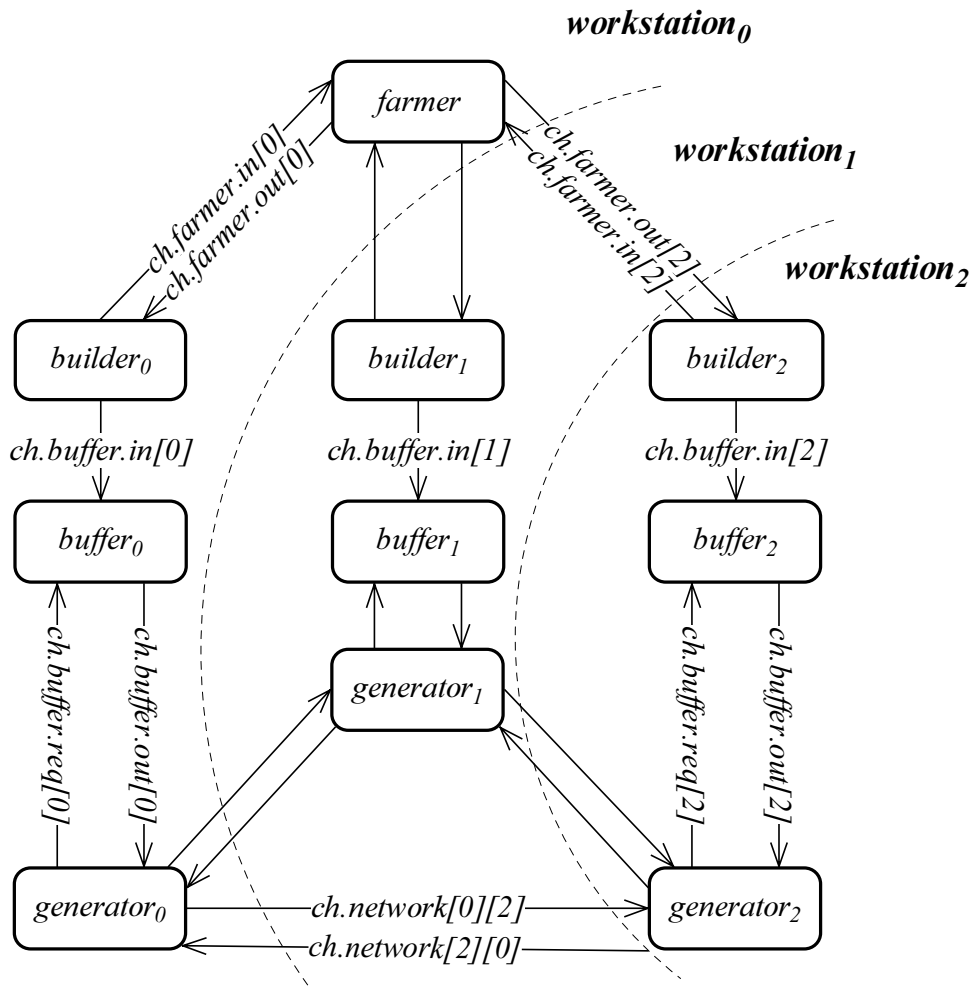 workstation0
farmer
workstation1
ch.farmer.in[0]
ch.farmer.out[0]
ch.farmer.out[2]
ch.farmer.in[2]
workstation2
builder0
builder1
builder2
ch.buffer.in[0]
ch.buffer.in[1]
ch.buffer.in[2]
buffer0
buffer1
buffer2
ch.buffer.req[0]
ch.buffer.out[0]
ch.buffer.req[2]
ch.buffer.out[2]
generator1
generator0
ch.network[0][2]
generator2
ch.network[2][0]